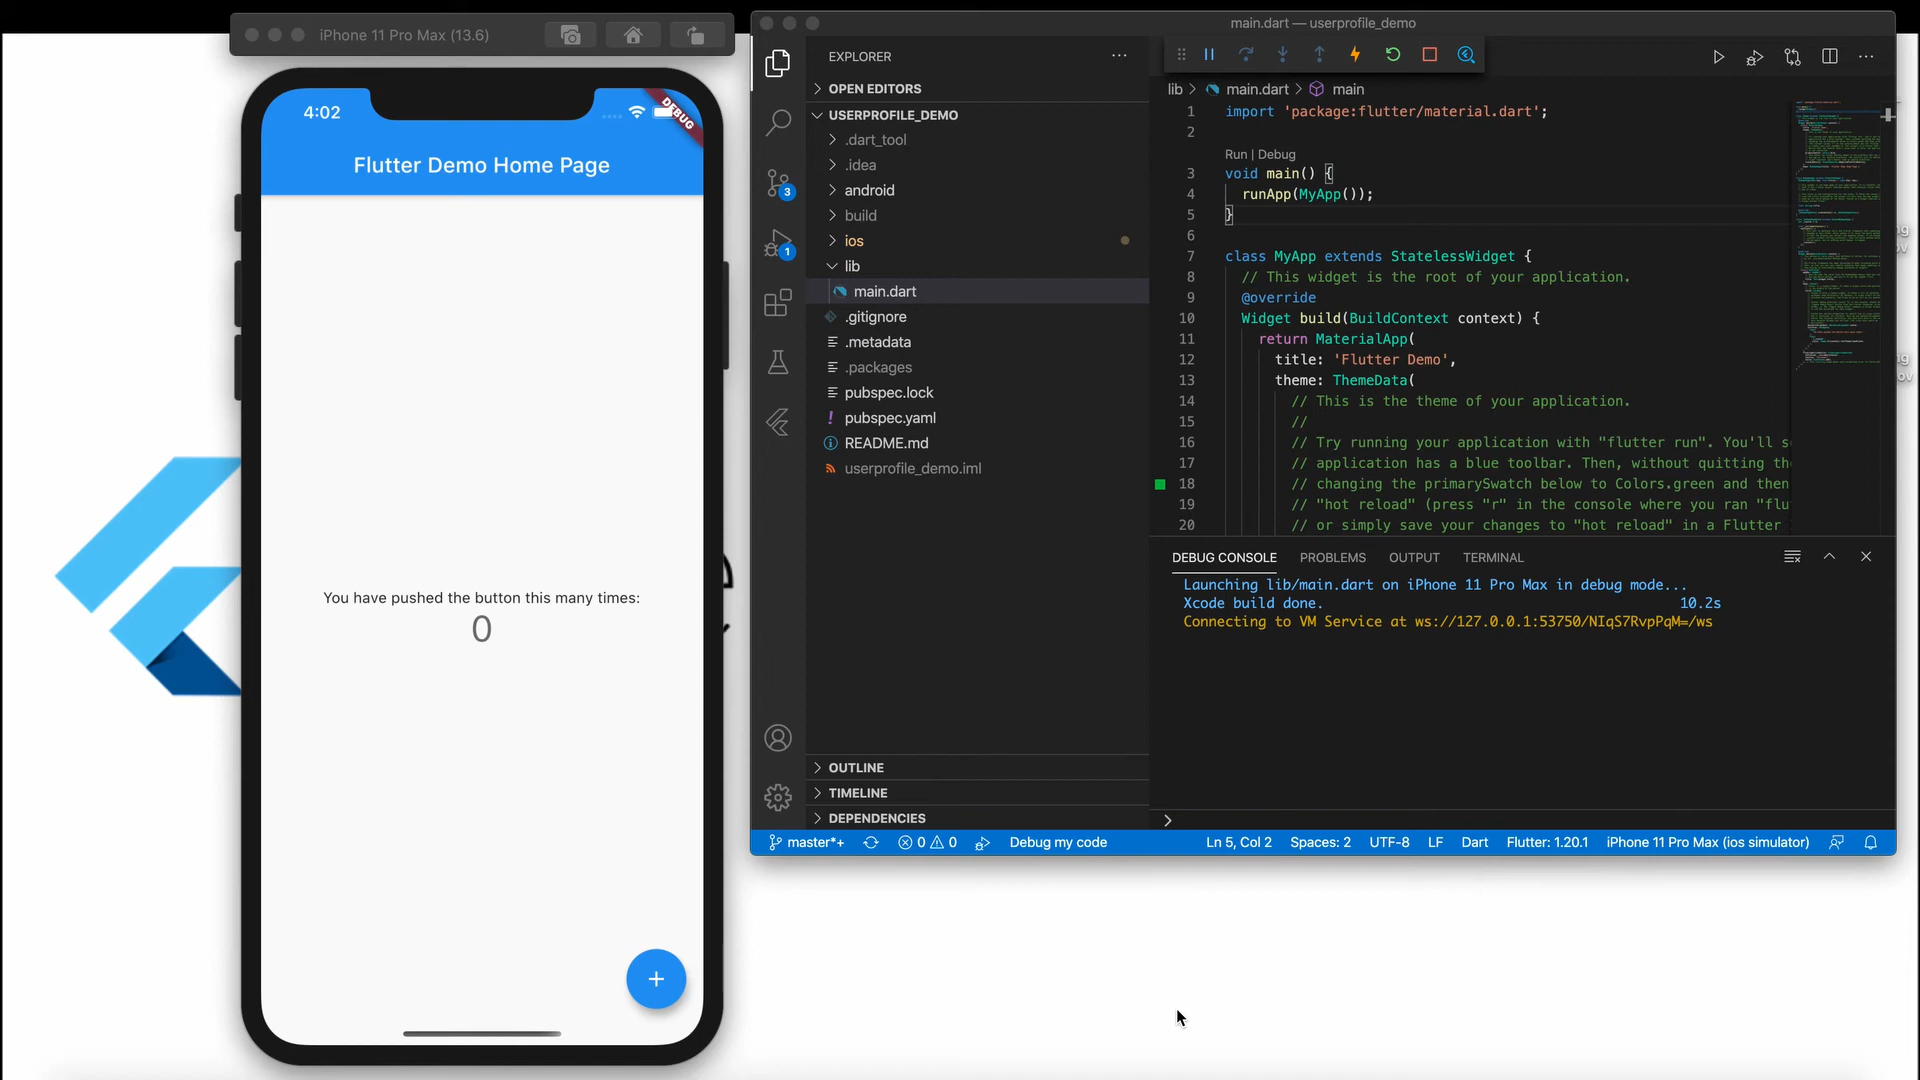 iPhone 11 Pro Max (13.6)
4:02
DEBUG
Flutter Demo Home Page
You have pushed the button this many times:
0
+
main.dart — userprofile_demo
EXPLORER
OPEN EDITORS
USERPROFILE_DEMO
.dart_tool
.idea
android
build
ios
lib
main.dart
.gitignore
.metadata
.packages
pubspec.lock
pubspec.yaml
README.md
userprofile_demo.iml
OUTLINE
TIMELINE
DEPENDENCIES
3
1
lib > main.dart > main
1 import 'package:flutter/material.dart';
2
Run | Debug
3 void main() {
4 runApp(MyApp());
5 }
6
7 class MyApp extends StatelessWidget {
8 // This widget is the root of your application.
9 @override
10 Widget build(BuildContext context) {
11 return MaterialApp(
12 title: 'Flutter Demo',
13 theme: ThemeData(
14 // This is the theme of your application.
15 //
16 // Try running your application with "flutter run". You'll s
17 // application has a blue toolbar. Then, without quitting th
18 // changing the primarySwatch below to Colors.green and then
19 // "hot reload" (press "r" in the console where you ran "flu
20 // or simply save your changes to "hot reload" in a Flutter
DEBUG CONSOLE PROBLEMS OUTPUT TERMINAL
Launching lib/main.dart on iPhone 11 Pro Max in debug mode...
Xcode build done. 10.2s
Connecting to VM Service at ws://127.0.0.1:53750/NIqS7RvpPqM=/ws
master*+ 0 0 Debug my code Ln 5, Col 2 Spaces: 2 UTF-8 LF Dart Flutter: 1.20.1 iPhone 11 Pro Max (ios simulator)